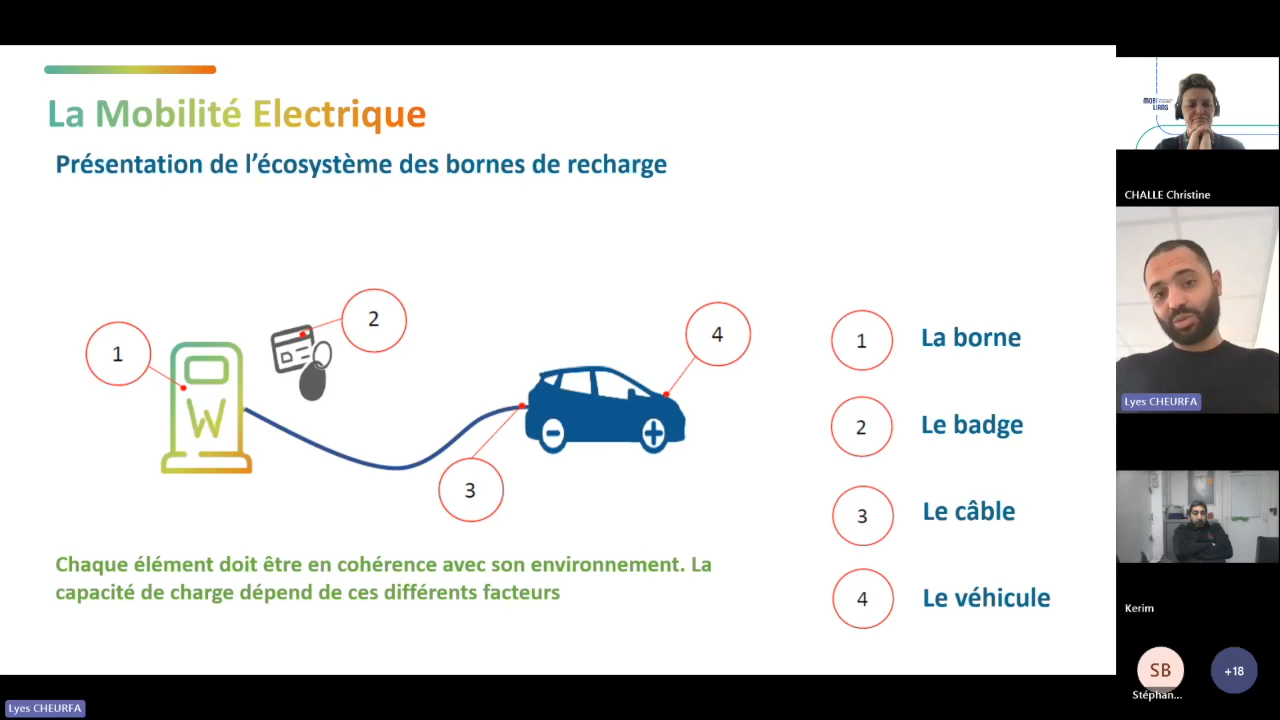 La Mobilité Electrique
Présentation de l'écosystème des bornes de recharge
1
2
3
4
W
1
La borne
2
Le badge
3
Le câble
4
Le véhicule
Chaque élément doit être en cohérence avec son environnement. La
capacité de charge dépend de ces différents facteurs
MOBI
LIANS
CHALLE Christine
Lyes CHEURFA
Kerim
SB
Stéphan...
+18
Lyes CHEURFA